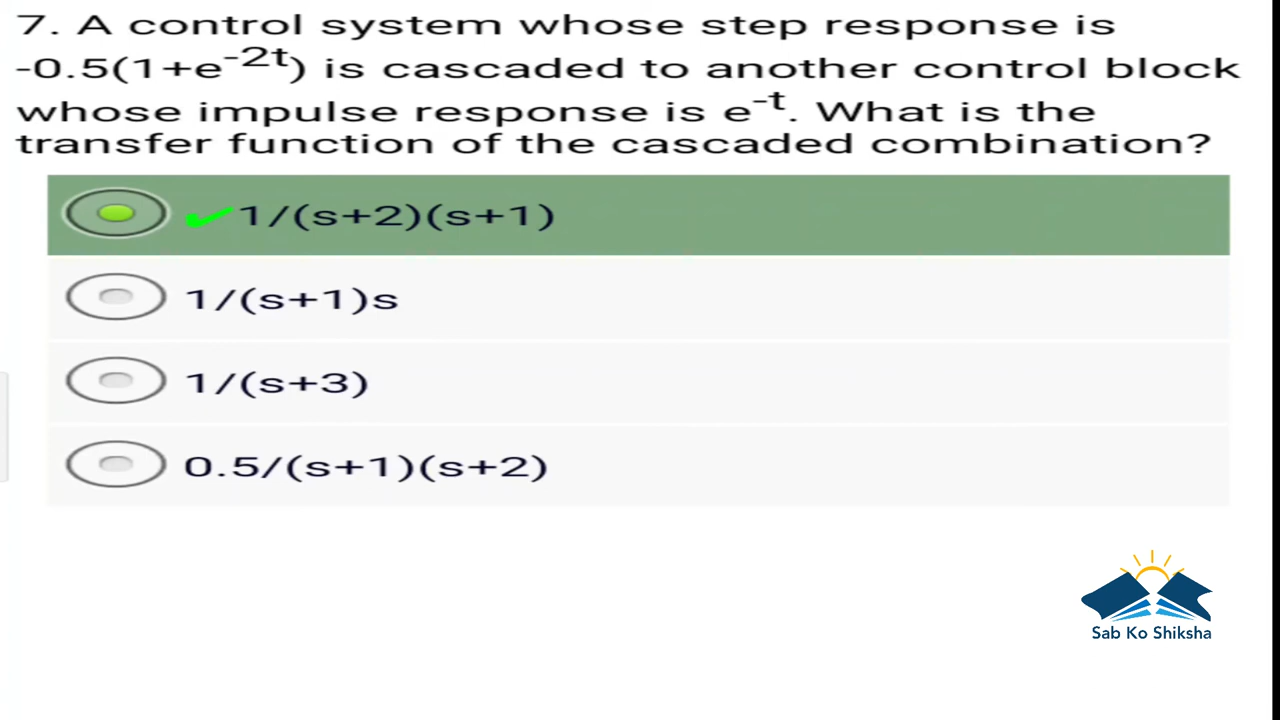 7. A control system whose step response is
-0.5(1+e-2t) is cascaded to another control block
whose impulse response is e-t. What is the
transfer function of the cascaded combination?
✔1/(s+2)(s+1)
1/(s+1)s
1/(s+3)
0.5/(s+1)(s+2)
Sab Ko Shiksha